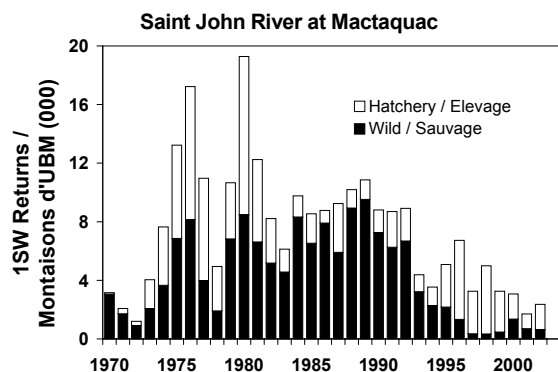 Saint John River at Mactaquac
1SW Returns /
Montaisons d'UBM (000)
20
16
12
8
4
0
Hatchery / Elevage
Wild / Sauvage
1970 1975 1980 1985 1990 1995 2000